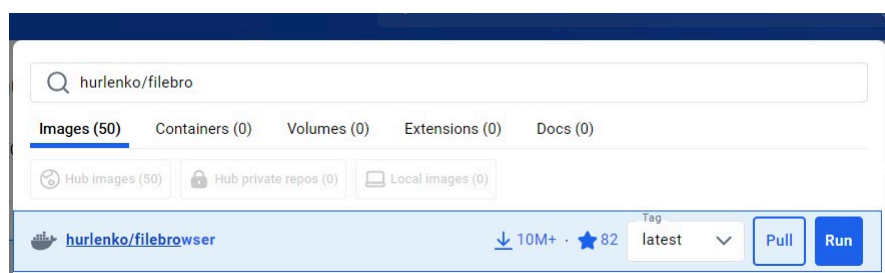 hurlenko/filebro
Images (50) Containers (0) Volumes (0) Extensions (0) Docs (0)
Hub images (50) Hub private repos (0) Local images (0)
Tag
hurlenko/filebrowser 10M+ · 82 latest Pull Run